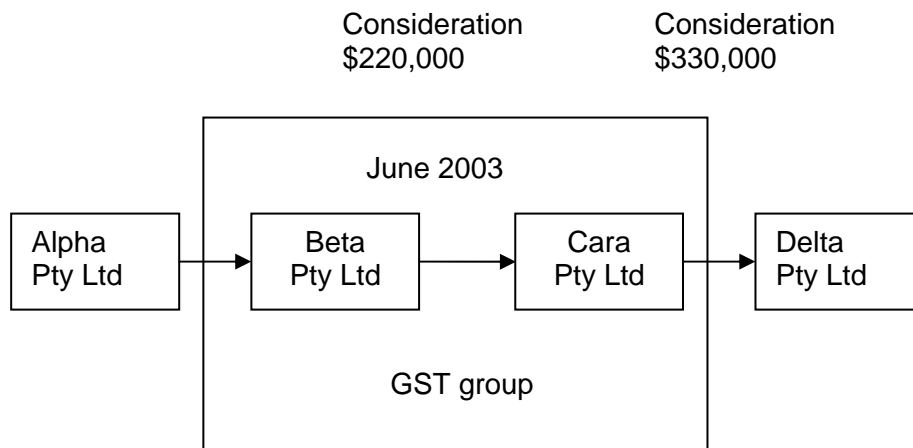 Consideration
$220,000
Consideration
$330,000
June 2003
Alpha
Pty Ltd
Beta
Pty Ltd
Cara
Pty Ltd
Delta
Pty Ltd
GST group